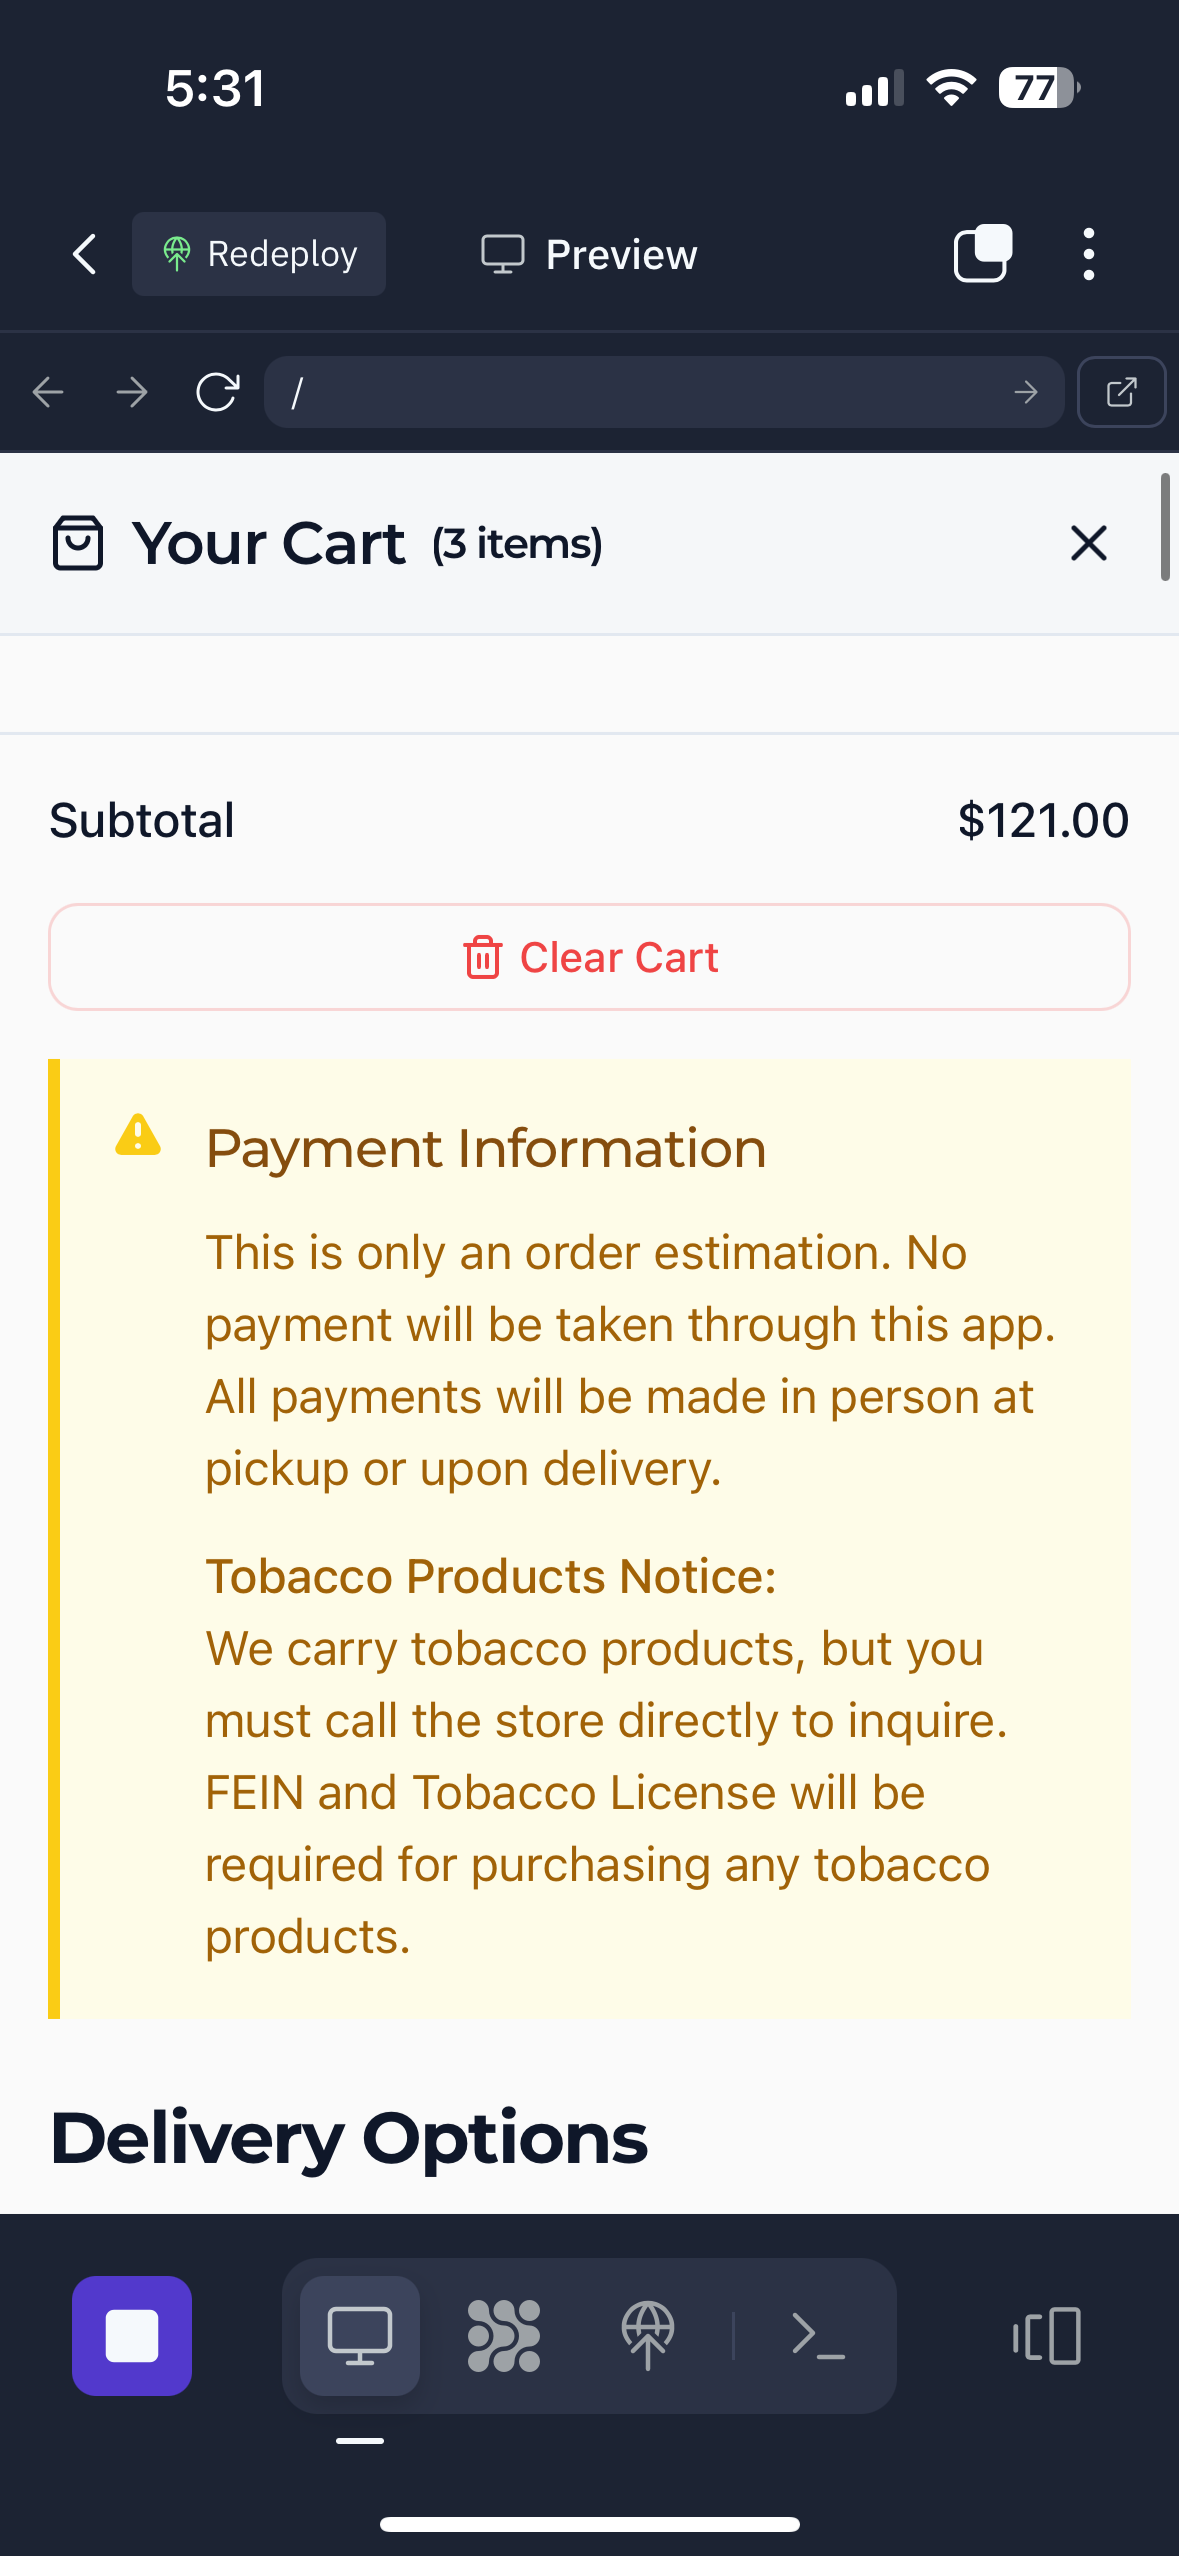 5:31
77
Redeploy
Preview
/
Your Cart (3 items)
Subtotal
$121.00
Clear Cart
Payment Information
This is only an order estimation. No
payment will be taken through this app.
All payments will be made in person at
pickup or upon delivery.
Tobacco Products Notice:
We carry tobacco products, but you
must call the store directly to inquire.
FEIN and Tobacco License will be
required for purchasing any tobacco
products.
Delivery Options